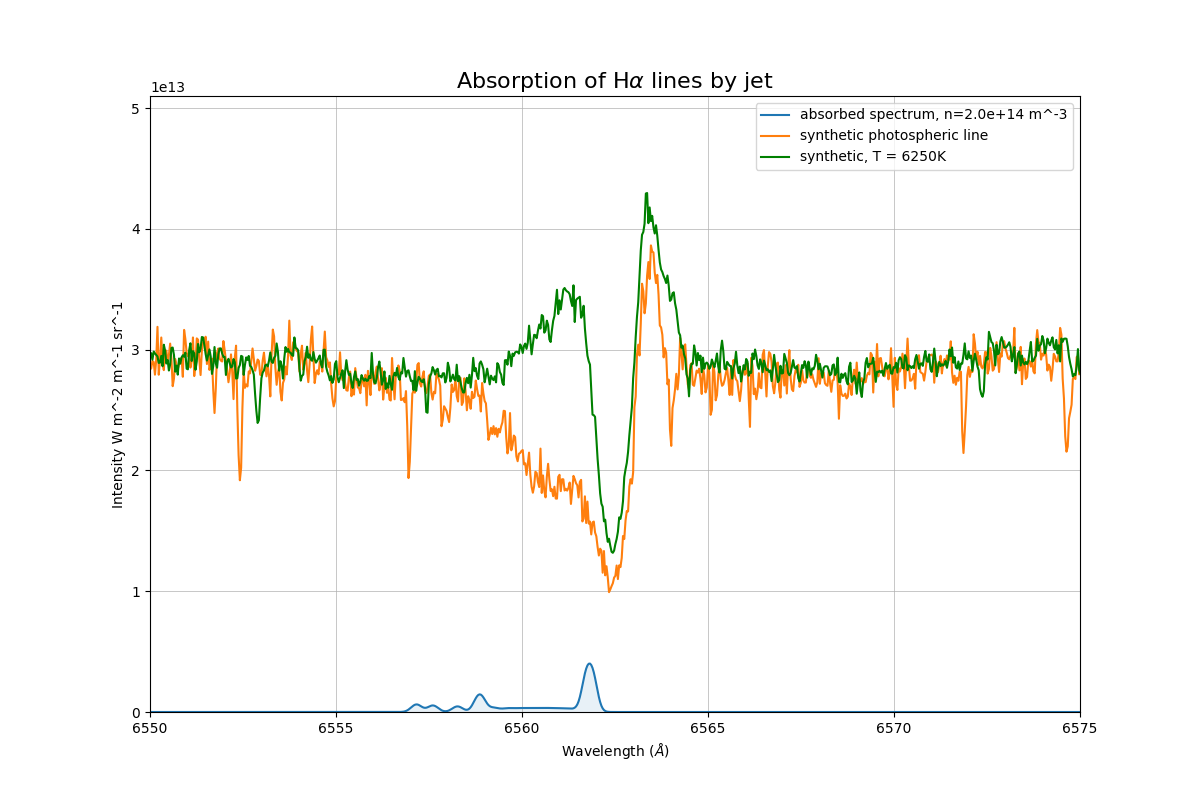 Absorption of Hα lines by jet
1e13
absorbed spectrum, n=2.0e+14 m^-3
synthetic photospheric line
synthetic, T = 6250K
5
4
3
2
1
0
Intensity W m^-2 m^-1 sr^-1
6550 6555 6560 6565 6570 6575
Wavelength (Å)